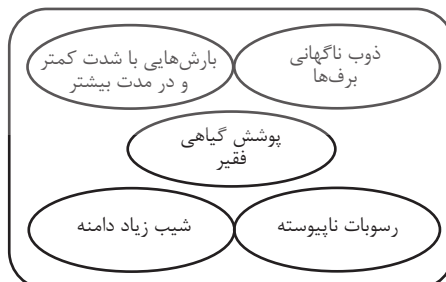 ذوب ناگهانی
برف‌ها
بارش‌هایی با شدت کمتر
و در مدت بیشتر
پوشش گیاهی
فقیر
رسوبات ناپیوسته
شیب زیاد دامنه